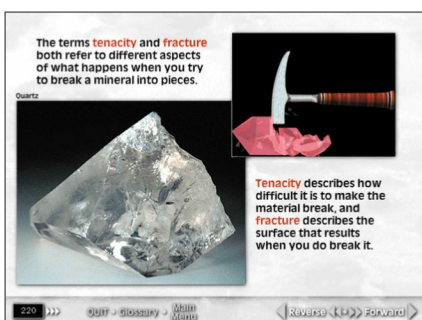 The terms tenacity and fracture
both refer to different aspects
of what happens when you try
to break a mineral into pieces.
Quartz
Tenacity describes how
difficult it is to make the
material break, and
fracture describes the
surface that results
when you do break it.
220
Quit - Glossary - Main Menu
Reverse Forward